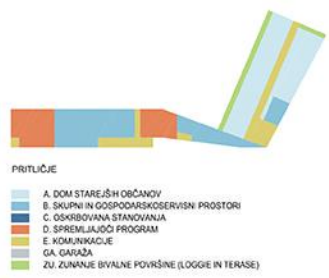 PRITLIČJE
A. DOM STAREJŠIH OBČANOV
B. SKUPNI IN GOSPODARSKOSERVISNI PROSTORI
C. OSKRBOVANA STANOVANJA
D. SPREMLJAJOČI PROGRAM
E. KOMUNIKACIJE
GA. GARAŽA
ZU. ZUNANJE BIVALNE POVRŠINE (LOGGIE IN TERASE)